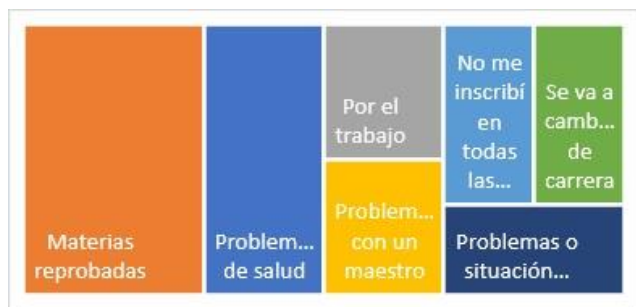 Materias
reprobadas
Problem...
de salud
Por el
trabajo
Problem...
con un
maestro
No me
inscribí
en
todas
las...
Se va a
camb...
de
carrera
Problemas o
situación...